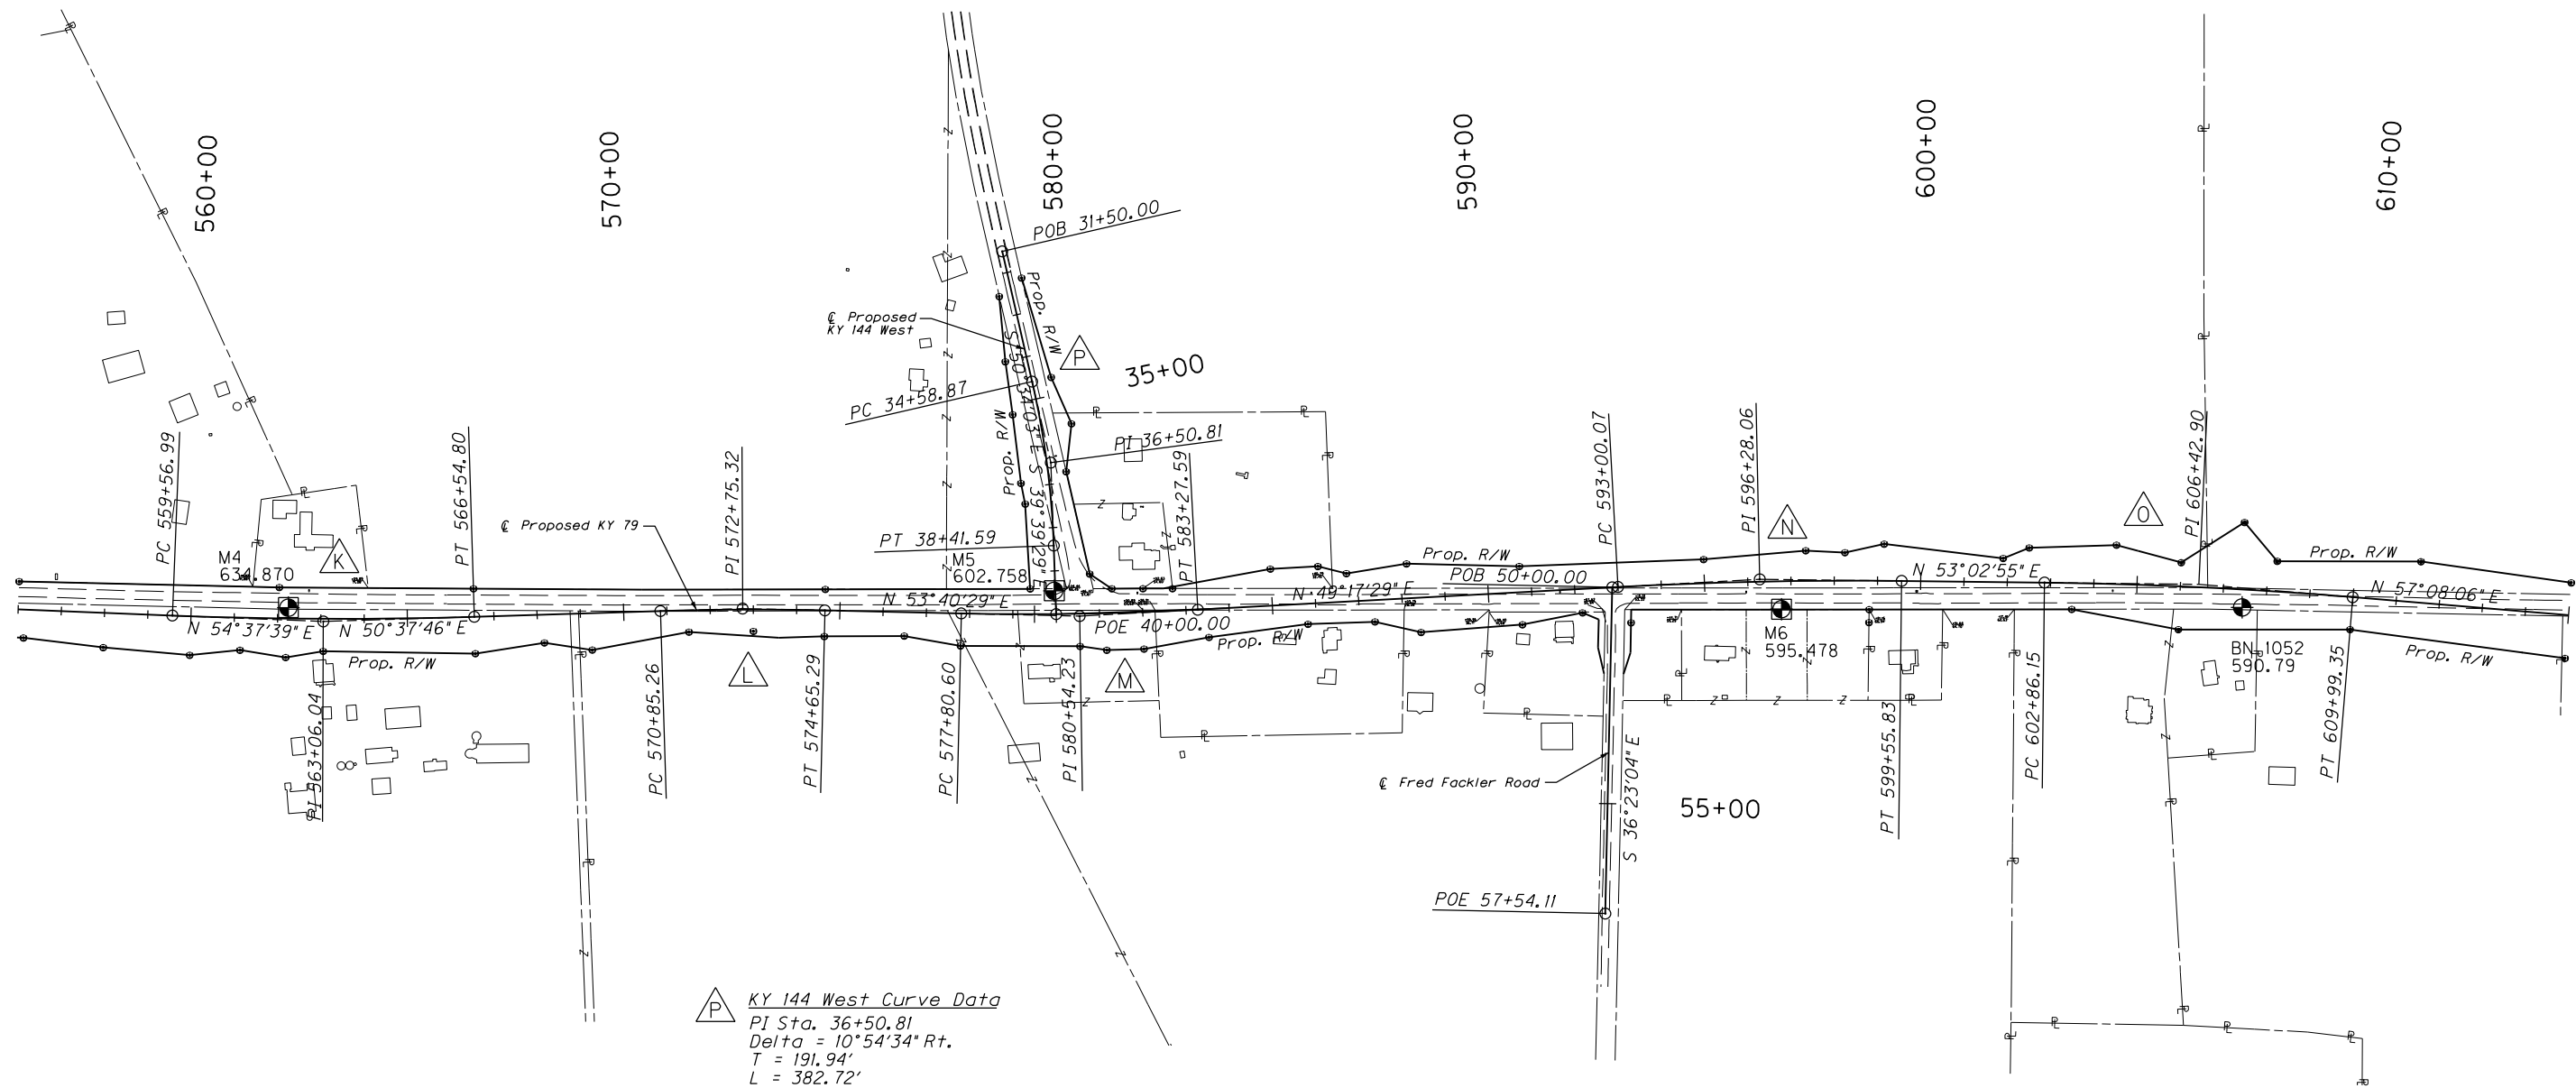 560+00
570+00
580+00
590+00
600+00
610+00
POB 31+50.00
Prop. R/W
℄ Proposed
KY 144 West
S 50°34'03" E
P
35+00
PC 34+58.87
Prop. R/W
PI 36+50.81
S 39°39'29" E
PT 38+41.59
PC 559+56.99
PT 566+54.80
PI 572+75.32
PT 583+27.59
PC 593+00.07
PI 596+28.06
PI 606+42.90
℄ Proposed KY 79
M4
634.870
K
M5
602.758
N
O
Prop. R/W
Prop. R/W
POB 50+00.00
N 54°37'39" E
N 50°37'46" E
N 53°40'29" E
POE 40+00.00
N 49°17'29" E
N 53°02'55" E
N 57°08'06" E
Prop. R/W
Prop. R/W
Prop. R/W
M6
595.478
BN 1052
590.79
L
M
PI 563+06.04
PC 570+85.26
PT 574+65.29
PC 577+80.60
PI 580+54.23
PT 599+55.83
PC 602+86.15
PT 609+99.35
℄ Fred Fackler Road
S 36°23'04" E
55+00
POE 57+54.11
P
KY 144 West Curve Data
PI Sta. 36+50.81
Delta = 10°54'34" Rt.
T = 191.94'
L = 382.72'